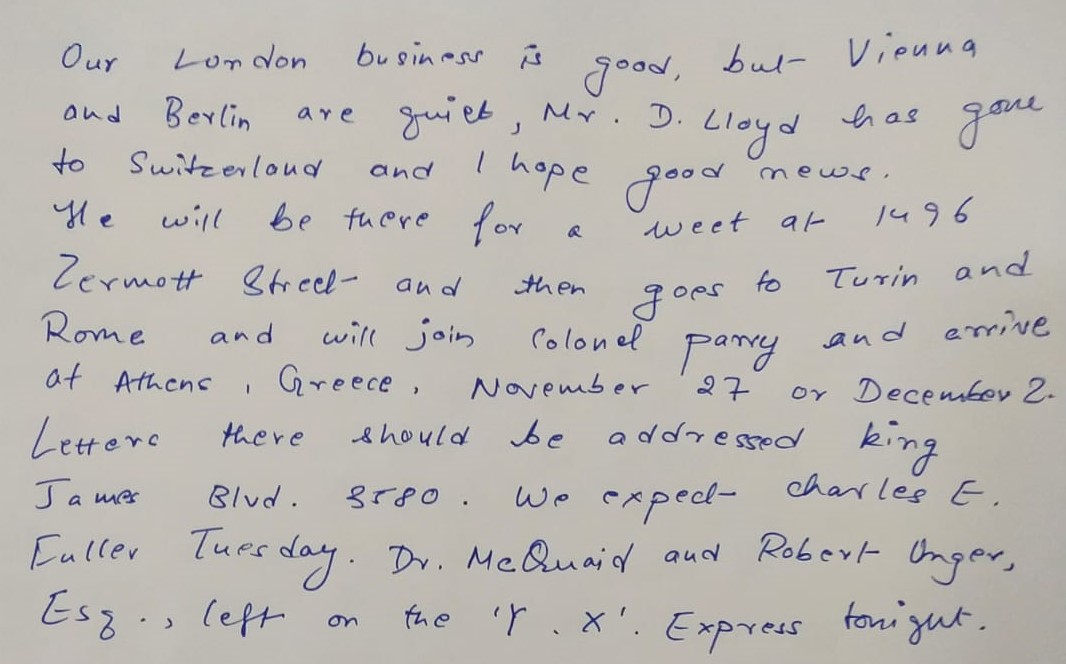 Our London business is good, but Vienna
and Berlin are quiet, Mr. D. Lloyd has gone
to Switzerland and I hope good news.
He will be there for a weet at 1496
Zermott Street and then goes to Turin and
Rome and will join Colonel parry and arrive
at Athens, Greece, November 27 or December 2.
Letters there should be addressed king
James Blvd. 3580. We expect charles E.
Fuller Tuesday. Dr. McQuaid and Robert Unger,
Esq., left on the 'Y. X'. Express tonight.